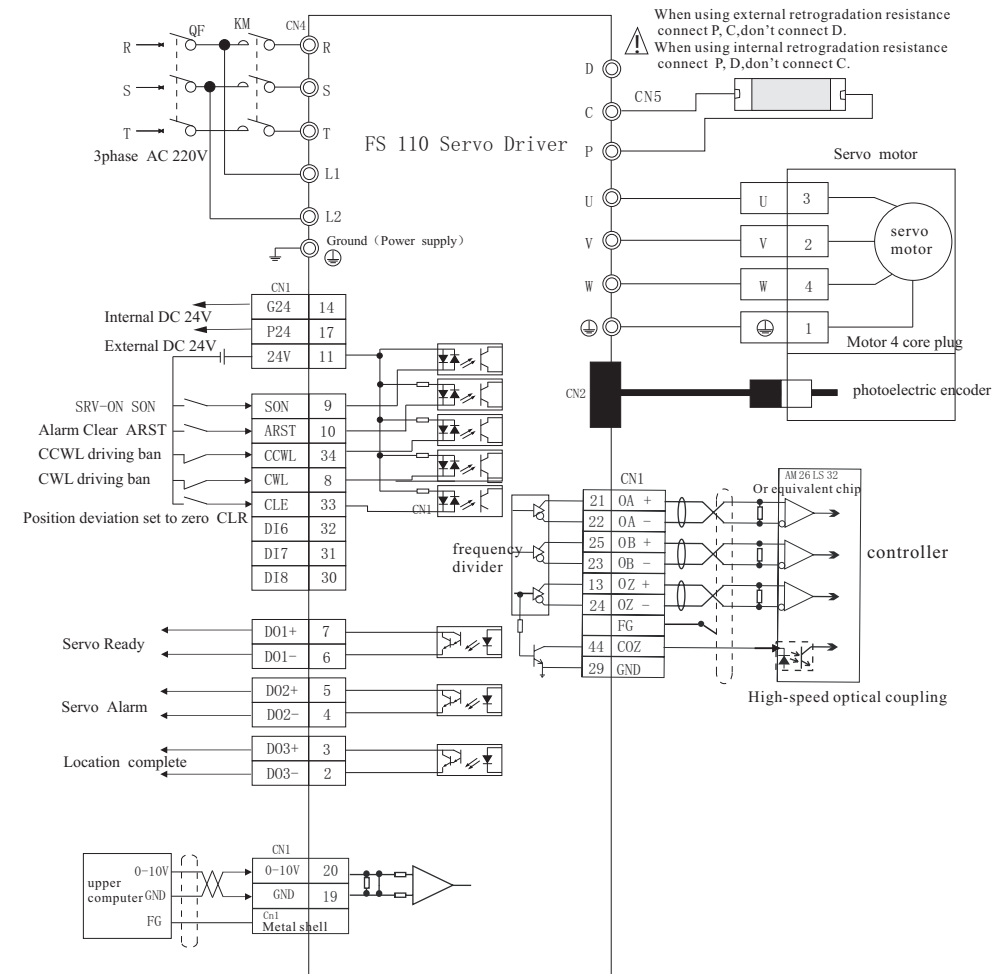 When using external retrogradation resistance
connect P, C,don't connect D.
When using internal retrogradation resistance
connect P, D,don't connect C.
QF
KM
CN4
R
R
S
S
T
T
3phase AC 220V
L1
L2
Ground（Power supply）
FS 110 Servo Driver
D
C
CN5
P
U
V
W
Servo motor
U 3
V 2
W 4
1
servo
motor
Motor 4 core plug
CN2
photoelectric encoder
CN1
G24 14
P24 17
24V 11
SON 9
ARST 10
CCWL 34
CWL 8
CLE 33
DI6 32
DI7 31
DI8 30
Internal DC 24V
External DC 24V
SRV-ON SON
Alarm Clear ARST
CCWL driving ban
CWL driving ban
Position deviation set to zero CLR
CN1
CN1
21 OA +
22 OA -
25 OB +
23 OB -
13 OZ +
24 OZ -
FG
44 COZ
29 GND
frequency
divider
AM 26 LS 32
Or equivalent chip
controller
High-speed optical coupling
Servo Ready
DO1+ 7
DO1- 6
Servo Alarm
DO2+ 5
DO2- 4
Location complete
DO3+ 3
DO3- 2
CN1
upper
computer
0-10V
GND
FG
0-10V 20
GND 19
Cn1
Metal shell